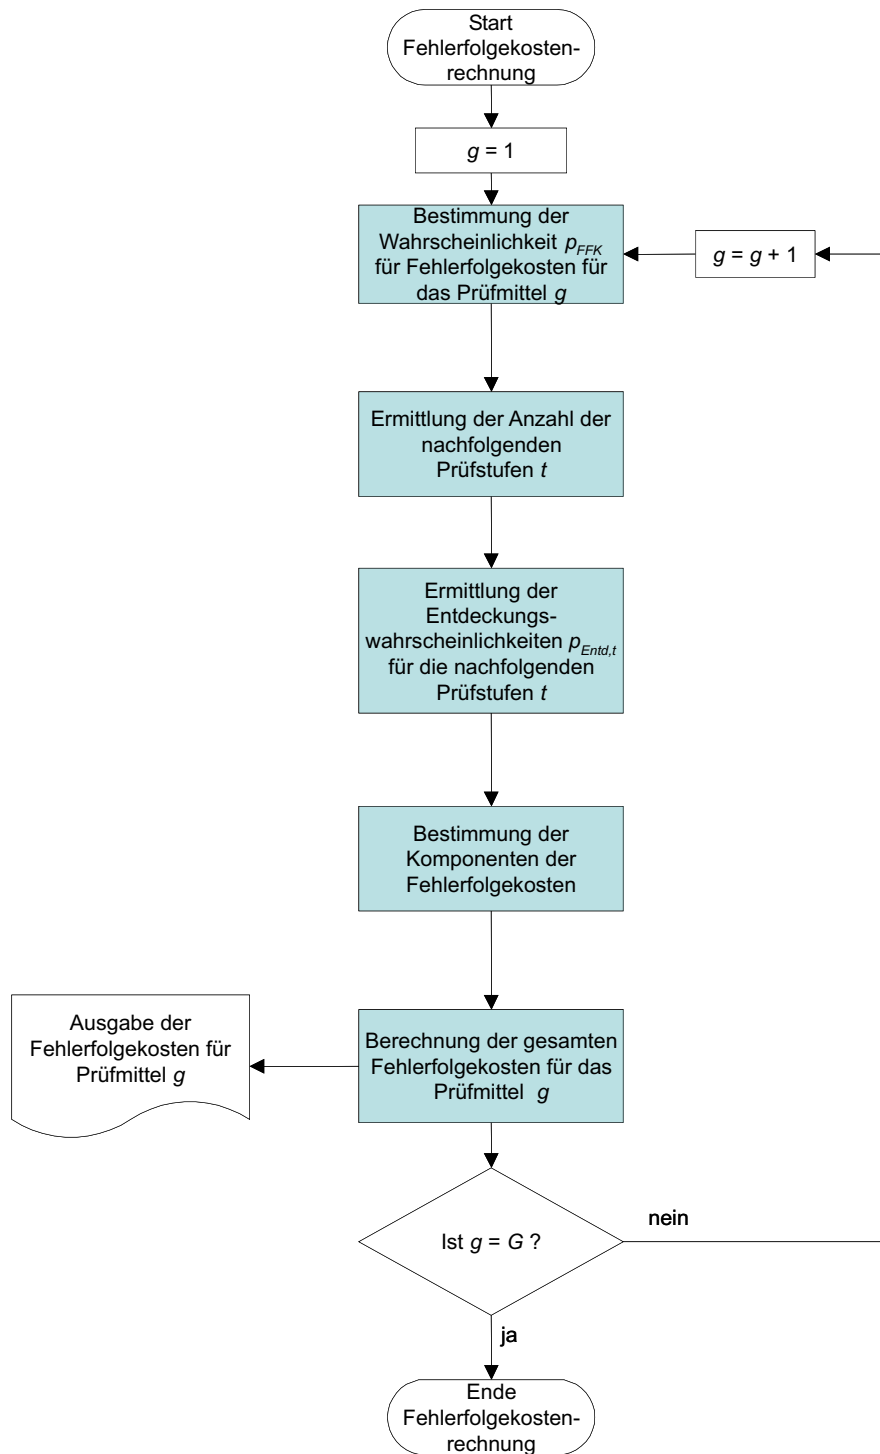 Start
Fehlerfolgekosten-
rechnung
g = 1
Bestimmung der
Wahrscheinlichkeit pFFK
für Fehlerfolgekosten für
das Prüfmittel g
g = g + 1
Ermittlung der Anzahl der
nachfolgenden
Prüfstufen t
Ermittlung der
Entdeckungs-
wahrscheinlichkeiten pEntd,t
für die nachfolgenden
Prüfstufen t
Bestimmung der
Komponenten der
Fehlerfolgekosten
Ausgabe der
Fehlerfolgekosten für
Prüfmittel g
Berechnung der gesamten
Fehlerfolgekosten für das
Prüfmittel g
Ist g = G ?
nein
ja
Ende
Fehlerfolgekosten-
rechnung